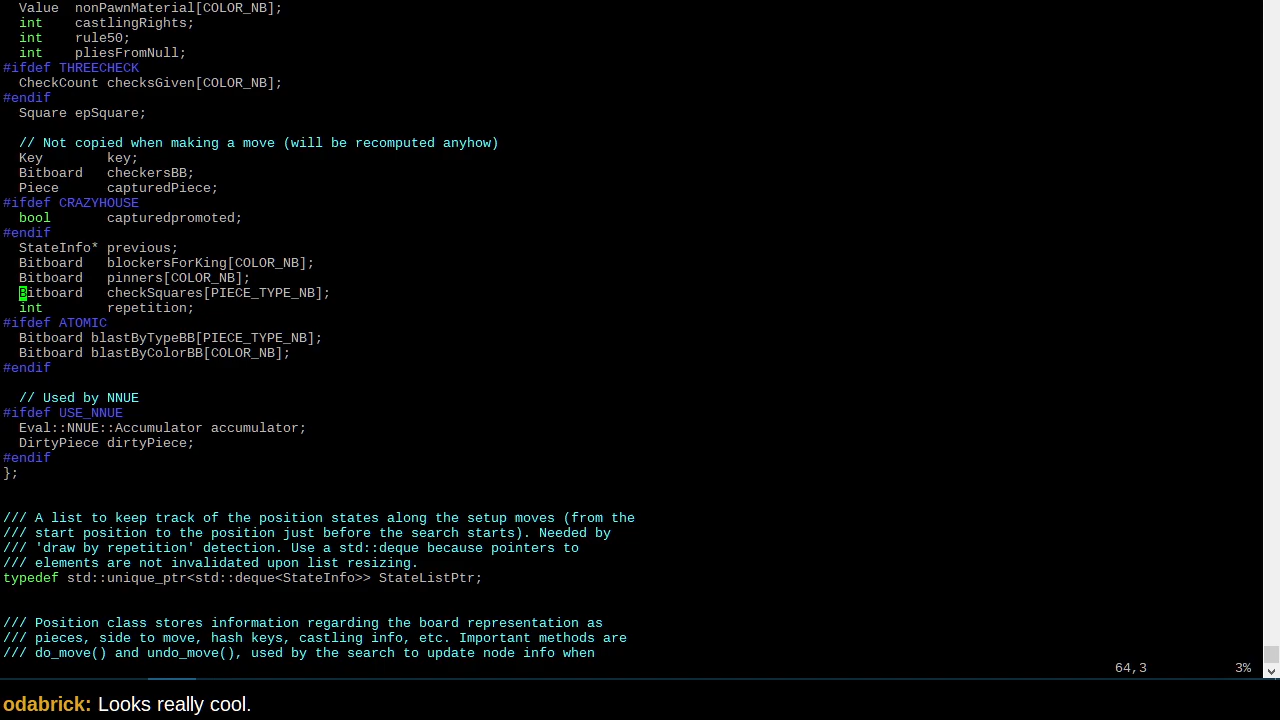 Value  nonPawnMaterial[COLOR_NB];
  int    castlingRights;
  int    rule50;
  int    pliesFromNull;
#ifdef THREECHECK
  CheckCount checksGiven[COLOR_NB];
#endif
  Square epSquare;

  // Not copied when making a move (will be recomputed anyhow)
  Key        key;
  Bitboard   checkersBB;
  Piece      capturedPiece;
#ifdef CRAZYHOUSE
  bool       capturedpromoted;
#endif
  StateInfo* previous;
  Bitboard   blockersForKing[COLOR_NB];
  Bitboard   pinners[COLOR_NB];
  Bitboard   checkSquares[PIECE_TYPE_NB];
  int        repetition;
#ifdef ATOMIC
  Bitboard blastByTypeBB[PIECE_TYPE_NB];
  Bitboard blastByColorBB[COLOR_NB];
#endif

  // Used by NNUE
#ifdef USE_NNUE
  Eval::NNUE::Accumulator accumulator;
  DirtyPiece dirtyPiece;
#endif
};


/// A list to keep track of the position states along the setup moves (from the
/// start position to the position just before the search starts). Needed by
/// 'draw by repetition' detection. Use a std::deque because pointers to
/// elements are not invalidated upon list resizing.
typedef std::unique_ptr<std::deque<StateInfo>> StateListPtr;


/// Position class stores information regarding the board representation as
/// pieces, side to move, hash keys, castling info, etc. Important methods are
/// do_move() and undo_move(), used by the search to update node info when
64,3 3%
odabrick: Looks really cool.